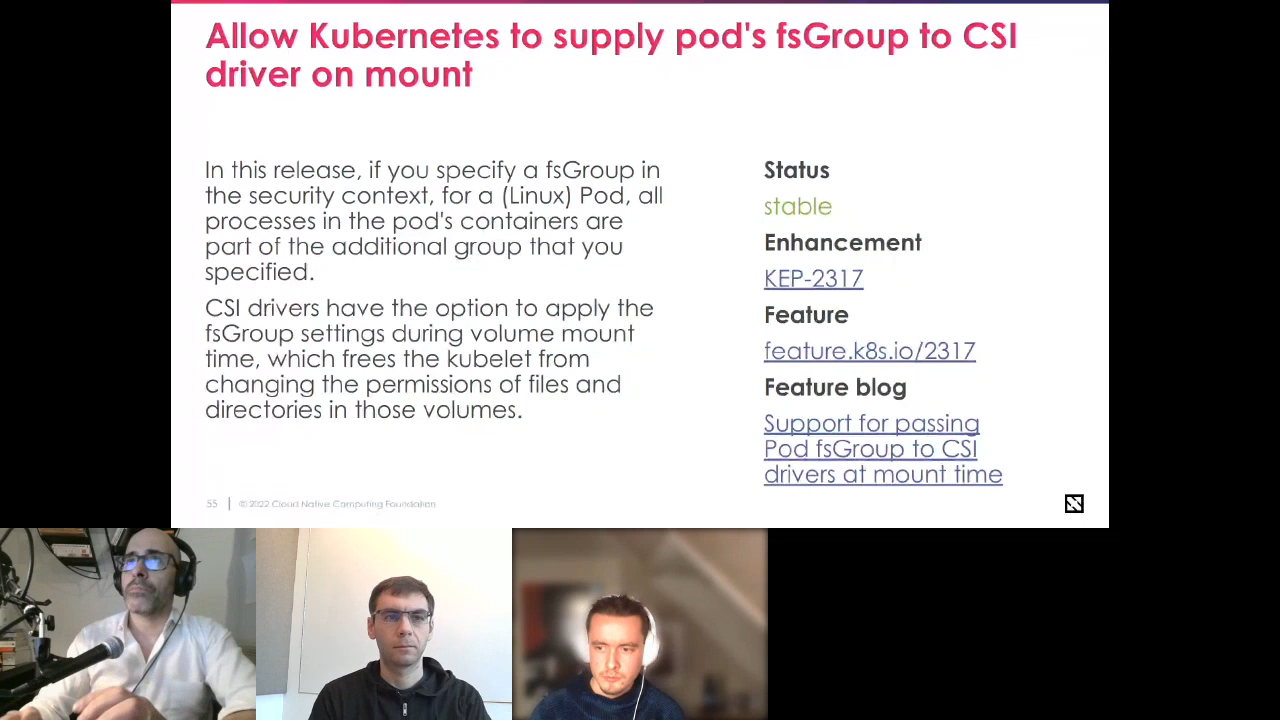 Allow Kubernetes to supply pod's fsGroup to CSI
driver on mount
In this release, if you specify a fsGroup in
the security context, for a (Linux) Pod, all
processes in the pod's containers are
part of the additional group that you
specified.
CSI drivers have the option to apply the
fsGroup settings during volume mount
time, which frees the kubelet from
changing the permissions of files and
directories in those volumes.
Status
stable
Enhancement
KEP-2317
Feature
feature.k8s.io/2317
Feature blog
Support for passing
Pod fsGroup to CSI
drivers at mount time
55 | © 2022 Cloud Native Computing Foundation